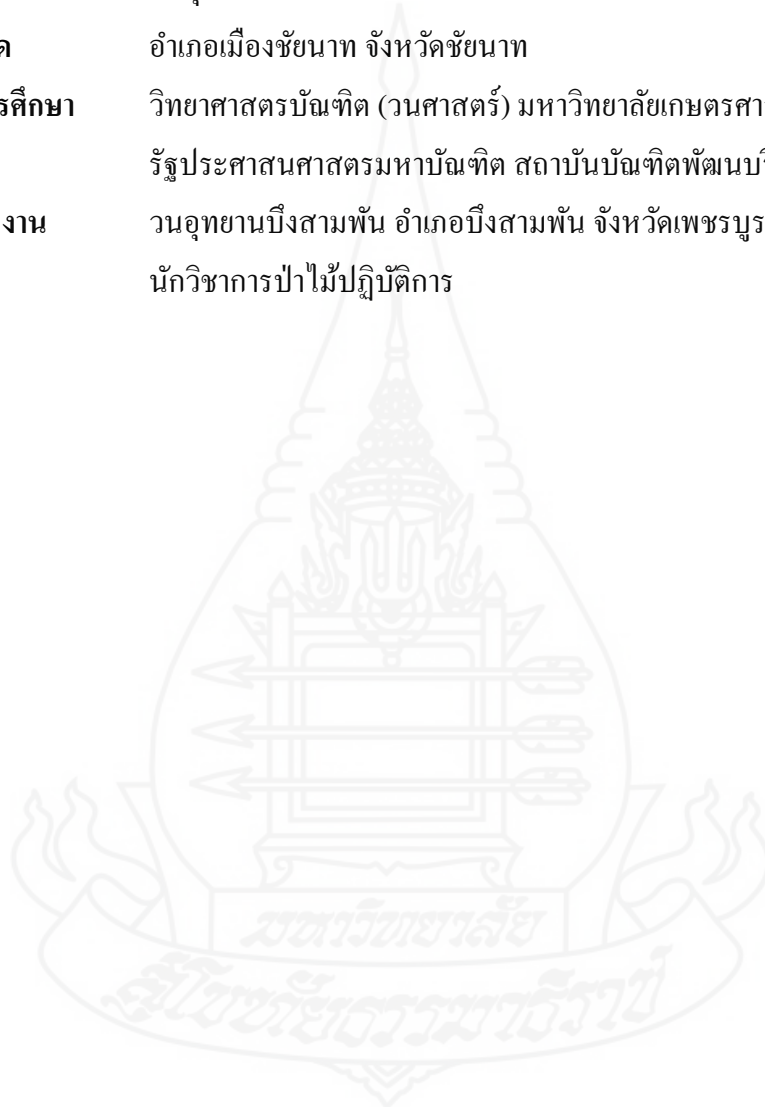 ด อำเภอเมืองชัยนาท จังหวัดชัยนาท
รศึกษา วิทยาศาสตรบัณฑิต (วนศาสตร์) มหาวิทยาลัยเกษตรศา
รัฐประศาสนศาสตรมหาบัณฑิต สถาบันบัณฑิตพัฒนบริ
งาน วนอุทยานบึงสามพัน อำเภอบึงสามพัน จังหวัดเพชรบูร
นักวิชาการป่าไม้ปฏิบัติการ
มหาวิทยาลัย
สุโขทัยธรรมาธิราช